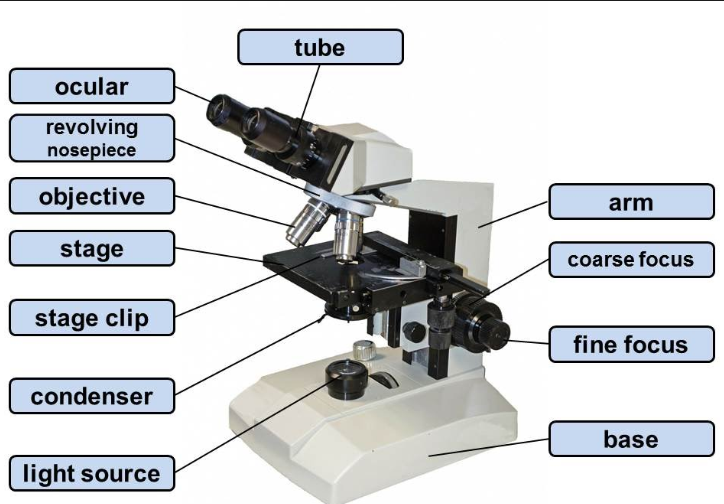 tube
ocular
revolving
nosepiece
objective
stage
stage clip
condenser
light source
arm
coarse focus
fine focus
base